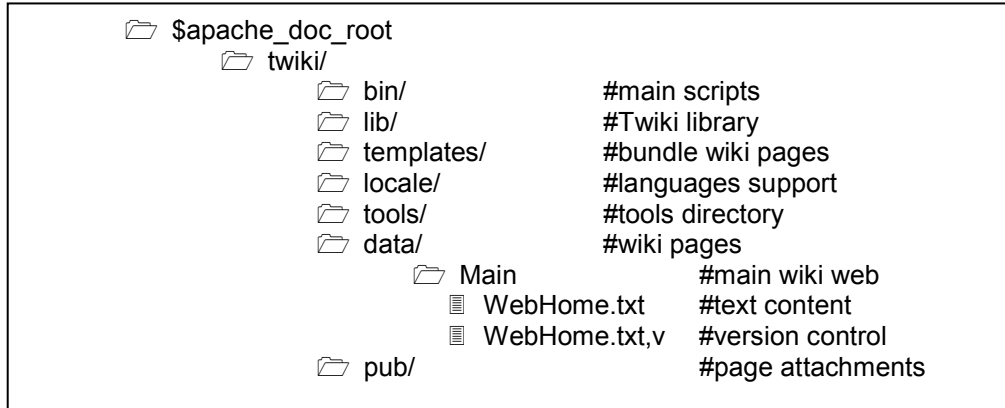 $apache_doc_root
twiki/
bin/ #main scripts
lib/ #Twiki library
templates/ #bundle wiki pages
locale/ #languages support
tools/ #tools directory
data/ #wiki pages
Main #main wiki web
WebHome.txt #text content
WebHome.txt,v #version control
pub/ #page attachments